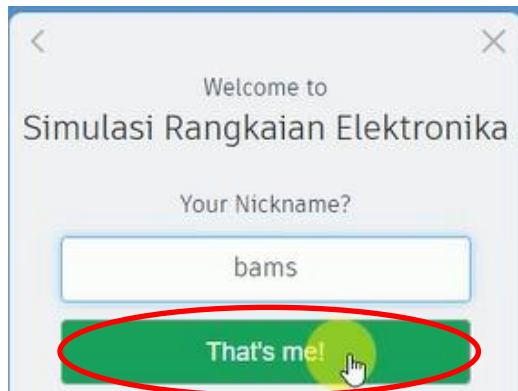 Welcome to
Simulasi Rangkaian Elektronika
Your Nickname?
bams
That's me!